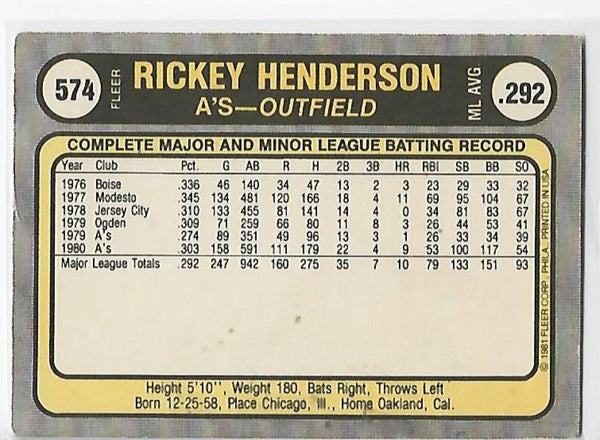 574 FLEER RICKEY HENDERSON ML AVG .292
A'S—OUTFIELD
COMPLETE MAJOR AND MINOR LEAGUE BATTING RECORD
Year Club Pct. G AB R H 2B 3B HR RBI SB BB SO
1976 Boise .336 46 140 34 47 13 2 3 23 29 33 32
1977 Modesto .345 134 481 120 166 18 4 11 69 95 104 67
1978 Jersey City .310 133 455 81 141 14 4 0 34 81 83 67
1979 Ogden .309 71 259 66 80 11 8 3 26 44 53 41
1979 A's .274 89 351 49 96 13 3 1 26 33 34 39
1980 A's .303 158 591 111 179 22 4 9 53 100 117 54
Major League Totals .292 247 942 160 275 35 7 10 79 133 151 93
© 1981 FLEER CORP., PHILA. PRINTED IN USA
Height 5'10'', Weight 180, Bats Right, Throws Left
Born 12-25-58, Place Chicago, Ill., Home Oakland, Cal.